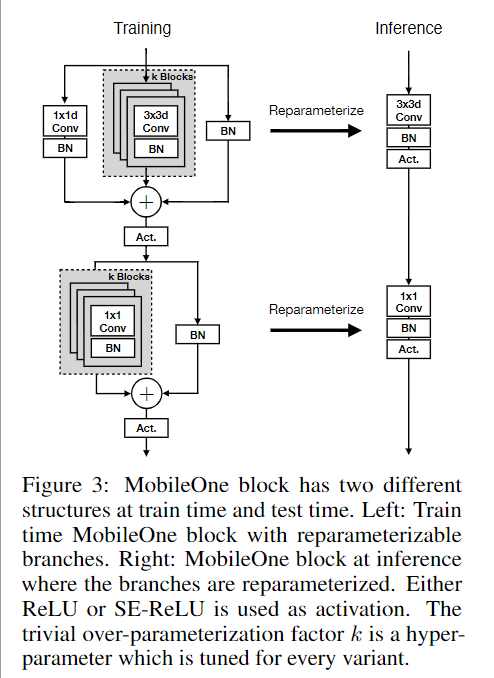 Training
Inference
k Blocks
1x1d
Conv
BN
3x3d
Conv
BN
BN
Reparameterize
3x3d
Conv
BN
Act.
+
Act.
k Blocks
1x1
Conv
BN
BN
Reparameterize
1x1
Conv
BN
Act.
+
Act.
Figure 3: MobileOne block has two different
structures at train time and test time. Left: Train
time MobileOne block with reparameterizable
branches. Right: MobileOne block at inference
where the branches are reparameterized. Either
ReLU or SE-ReLU is used as activation. The
trivial over-parameterization factor k is a hyper-
parameter which is tuned for every variant.